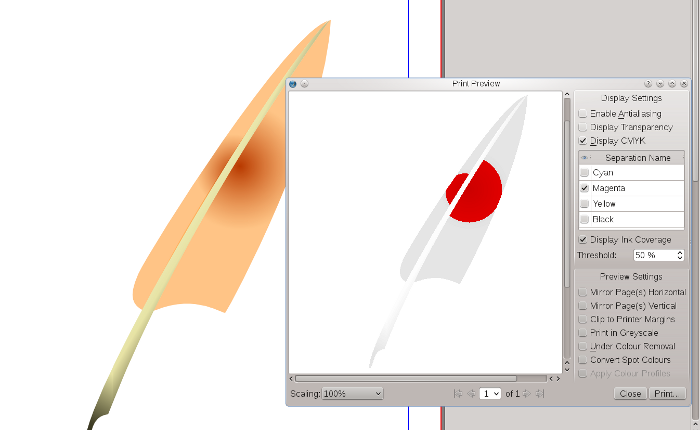 Print Preview
Display Settings
Enable Antialiasing
Display Transparency
Display CMYK
Separation Name
Cyan
Magenta
Yellow
Black
Display Ink Coverage
Threshold: 50 %
Preview Settings
Mirror Page(s) Horizontal
Mirror Page(s) Vertical
Clip to Printer Margins
Print in Greyscale
Under Colour Removal
Convert Spot Colours
Apply Colour Profiles
Scaling: 100% 1 of 1 Close Print...